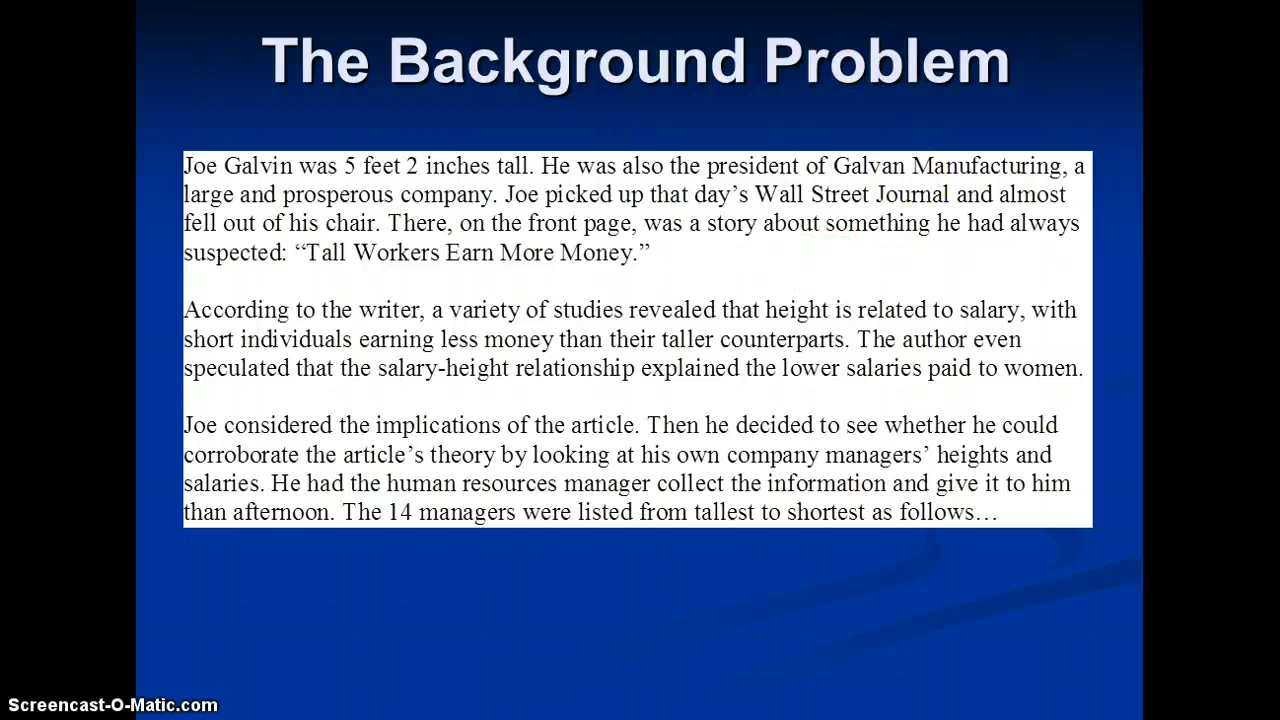 The Background Problem
Joe Galvin was 5 feet 2 inches tall. He was also the president of Galvan Manufacturing, a
large and prosperous company. Joe picked up that day’s Wall Street Journal and almost
fell out of his chair. There, on the front page, was a story about something he had always
suspected: “Tall Workers Earn More Money.”
According to the writer, a variety of studies revealed that height is related to salary, with
short individuals earning less money than their taller counterparts. The author even
speculated that the salary-height relationship explained the lower salaries paid to women.
Joe considered the implications of the article. Then he decided to see whether he could
corroborate the article’s theory by looking at his own company managers’ heights and
salaries. He had the human resources manager collect the information and give it to him
than afternoon. The 14 managers were listed from tallest to shortest as follows…
Screencast-O-Matic.com